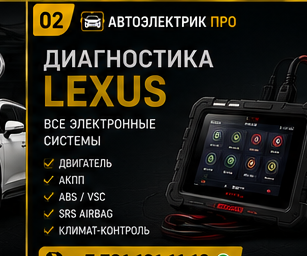 02 АВТОЭЛЕКТРИК ПРО
ДИАГНОСТИКА
LEXUS
ВСЕ ЭЛЕКТРОННЫЕ
СИСТЕМЫ
ДВИГАТЕЛЬ
АКПП
ABS / VSC
SRS AIRBAG
КЛИМАТ-КОНТРОЛЬ